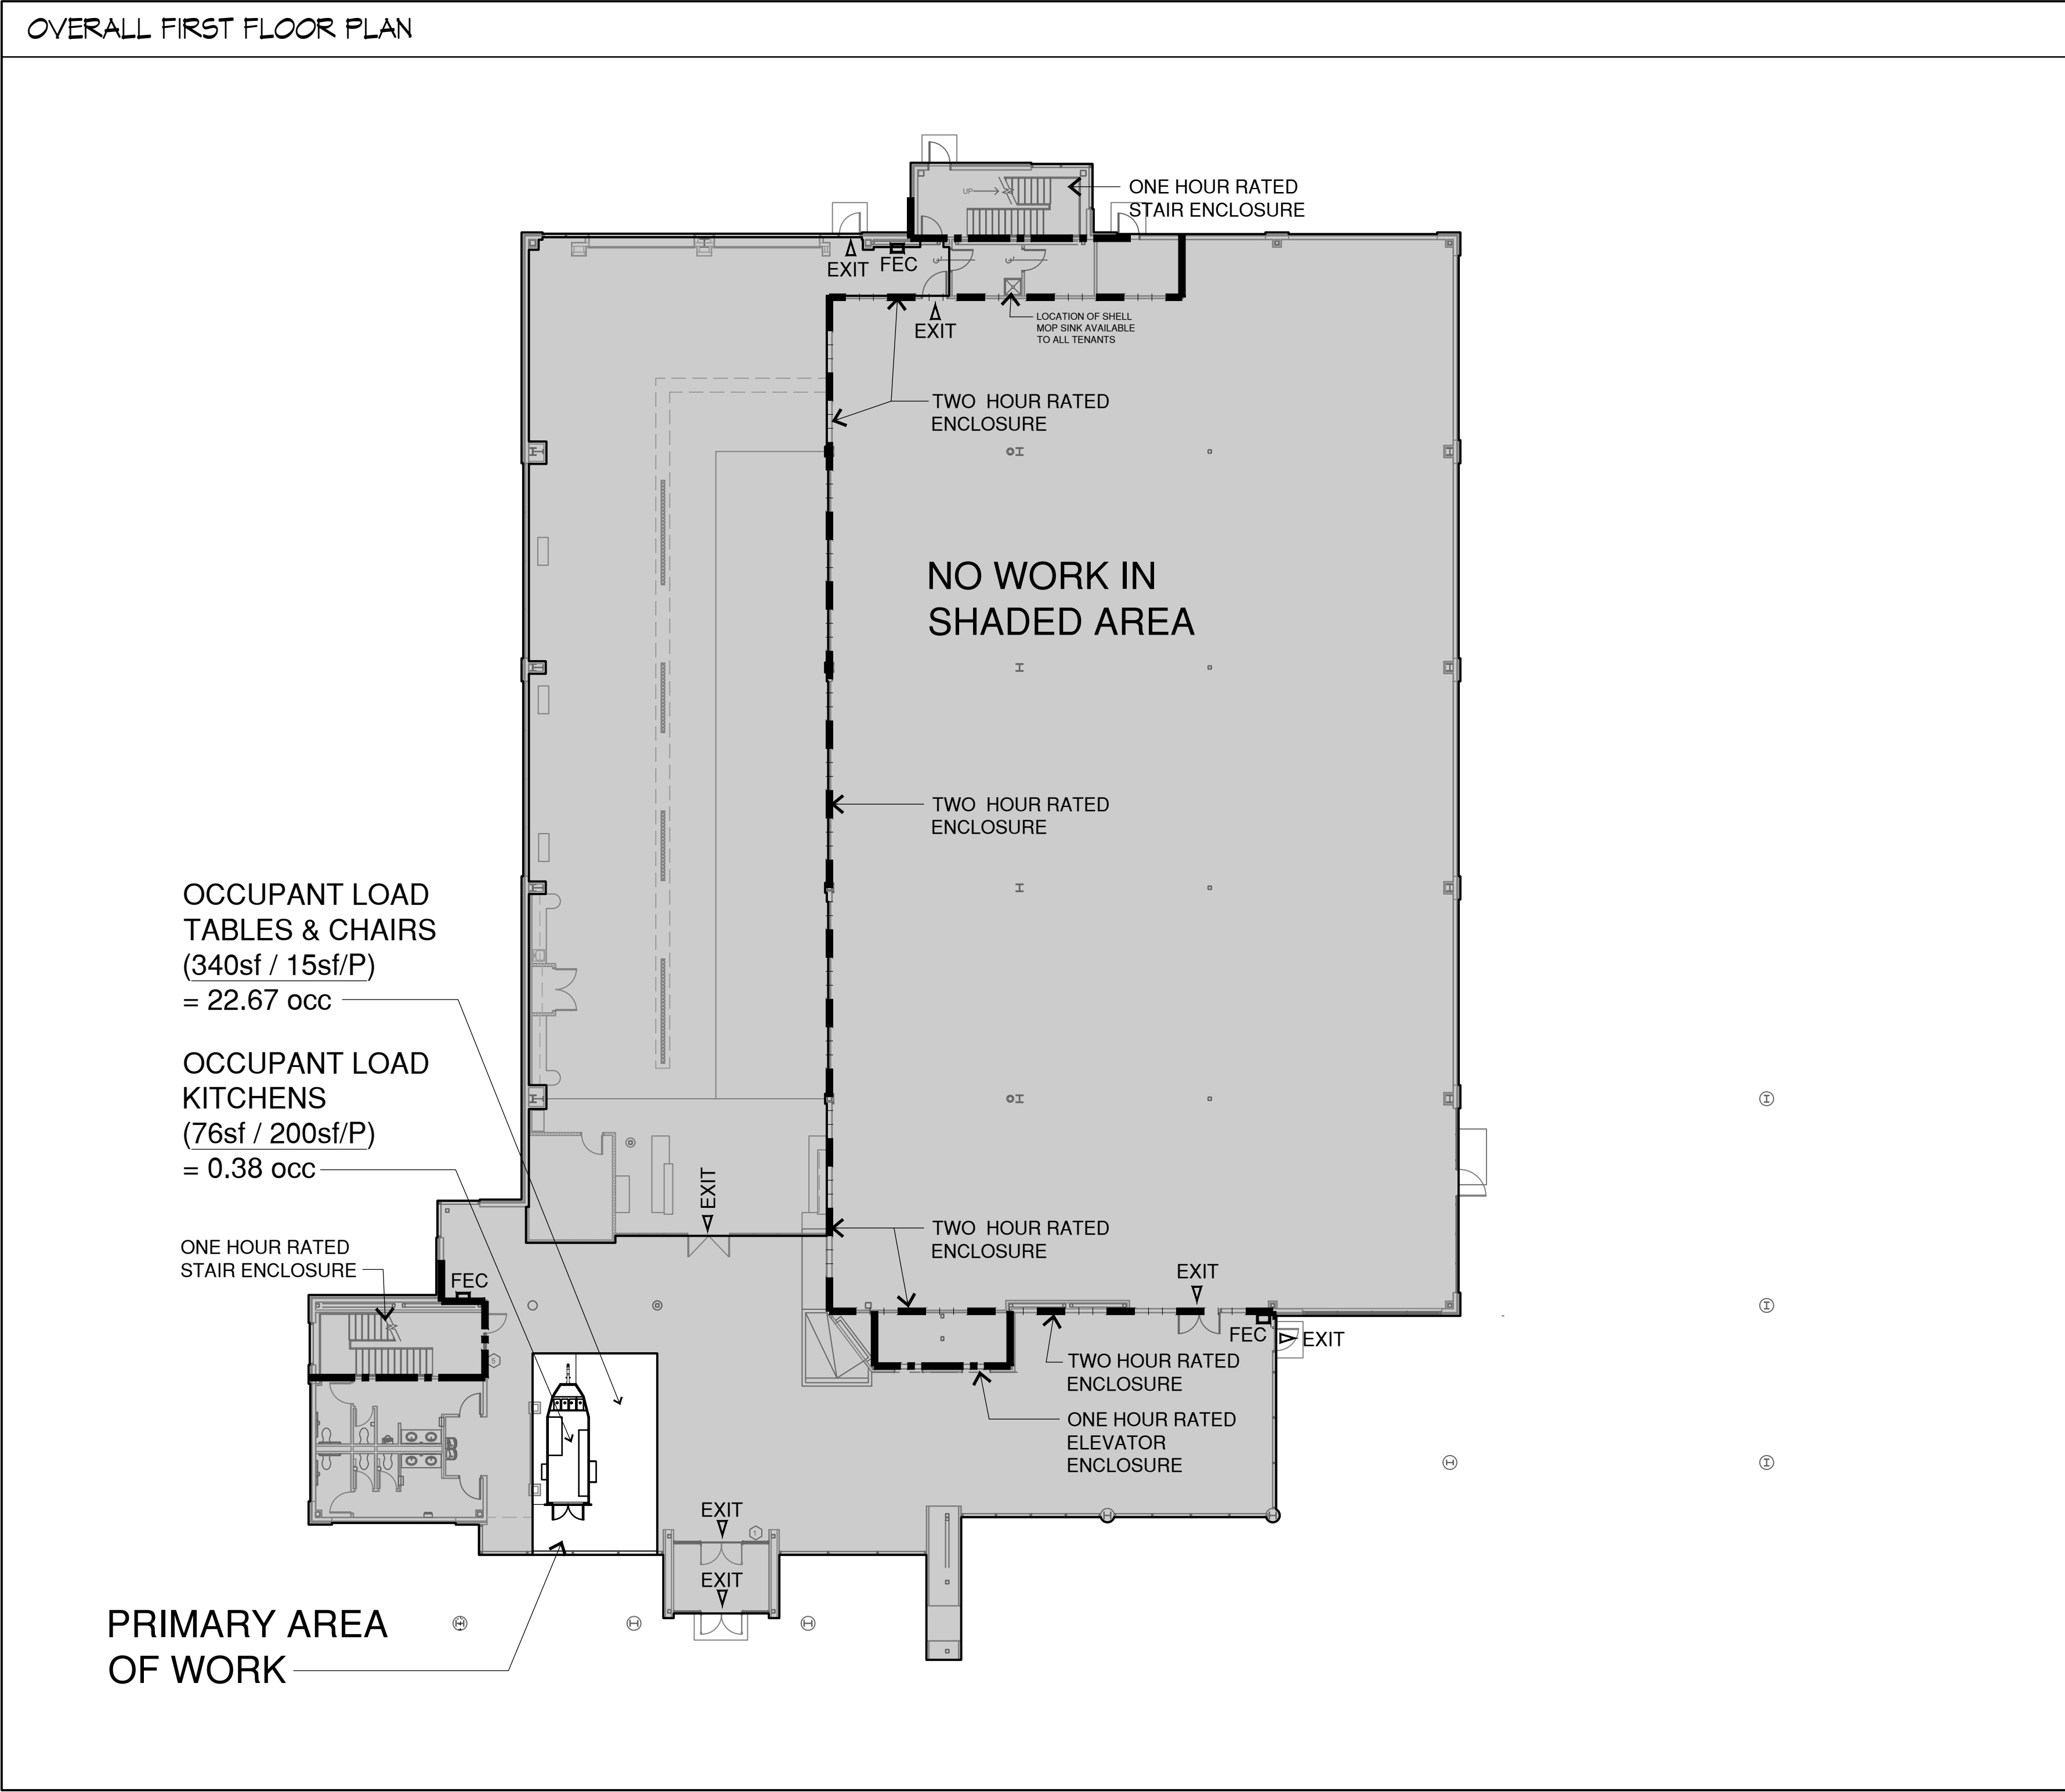 OVERALL FIRST FLOOR PLAN
UP
ONE HOUR RATED
STAIR ENCLOSURE
EXIT
FEC
EXIT
LOCATION OF SHELL
MOP SINK AVAILABLE
TO ALL TENANTS
TWO HOUR RATED
ENCLOSURE
NO WORK IN
SHADED AREA
TWO HOUR RATED
ENCLOSURE
OCCUPANT LOAD
TABLES & CHAIRS
(340sf / 15sf/P)
= 22.67 occ
OCCUPANT LOAD
KITCHENS
(76sf / 200sf/P)
= 0.38 occ
EXIT
TWO HOUR RATED
ENCLOSURE
ONE HOUR RATED
STAIR ENCLOSURE
FEC
EXIT
FEC
EXIT
TWO HOUR RATED
ENCLOSURE
ONE HOUR RATED
ELEVATOR
ENCLOSURE
5
EXIT
1
EXIT
PRIMARY AREA
OF WORK